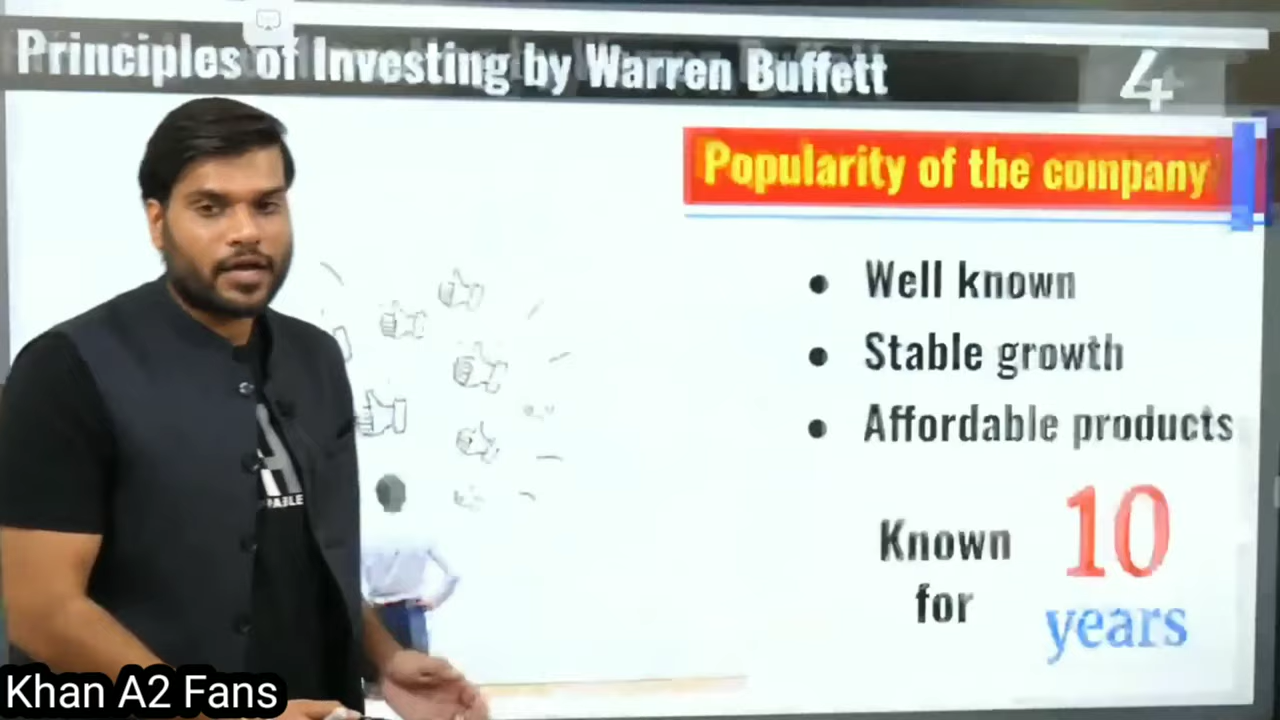 Principles of Investing by Warren Buffett
4
Popularity of the company
• Well known
• Stable growth
• Affordable products
Known for
10 years
Khan A2 Fans